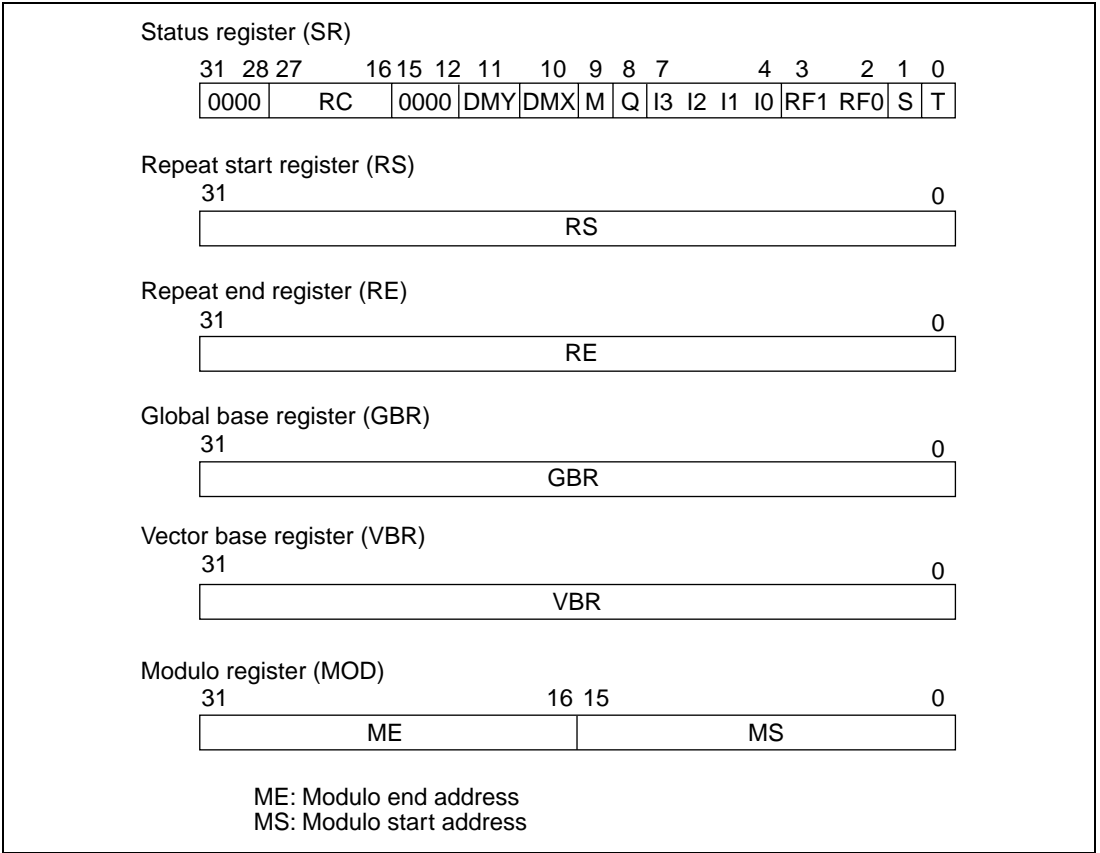 Status register (SR)
31 28 27 16 15 12 11 10 9 8 7 4 3 2 1 0
0000 RC 0000 DMY DMX M Q I3 I2 I1 I0 RF1 RF0 S T
Repeat start register (RS)
31 0
RS
Repeat end register (RE)
31 0
RE
Global base register (GBR)
31 0
GBR
Vector base register (VBR)
31 0
VBR
Modulo register (MOD)
31 16 15 0
ME MS
ME: Modulo end address
MS: Modulo start address